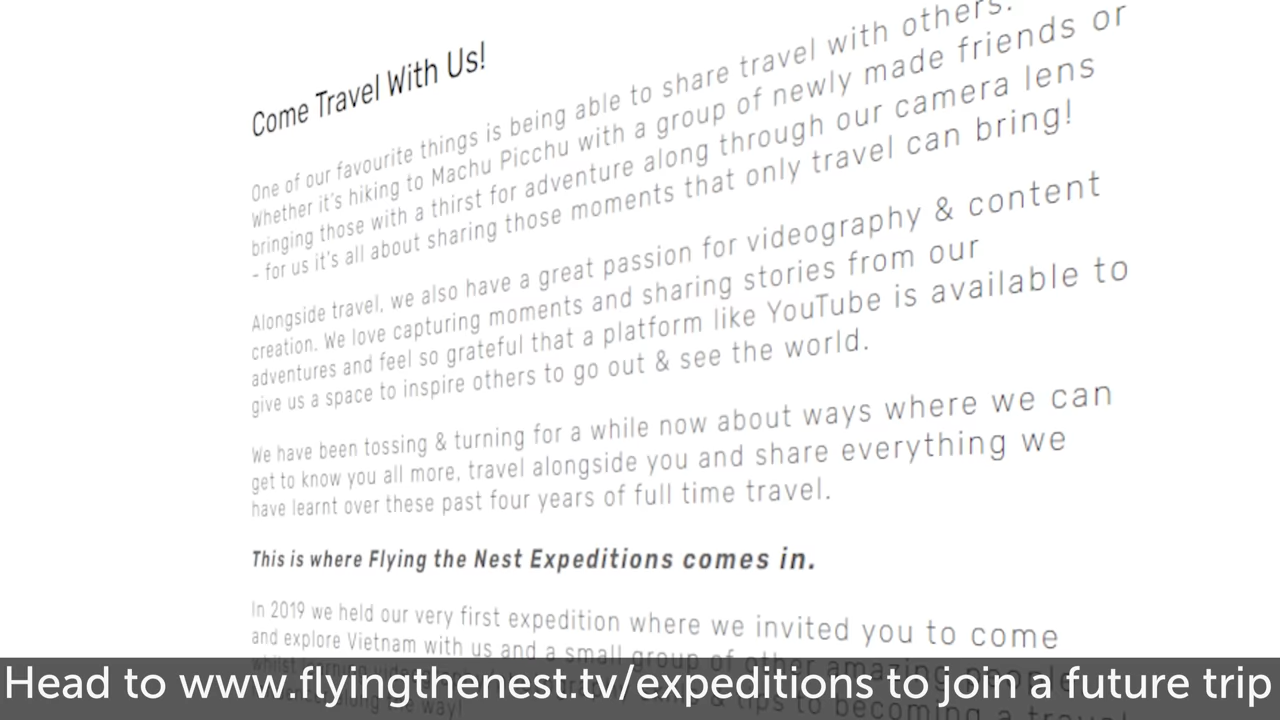 Come Travel With Us!
One of our favourite things is being able to share travel with others.
Whether it's hiking to Machu Picchu with a group of newly made friends or
bringing those with a thirst for adventure along through our camera lens
- for us it's all about sharing those moments that only travel can bring!
Alongside travel, we also have a great passion for videography & content
creation. We love capturing moments and sharing stories from our
adventures and feel so grateful that a platform like YouTube is available to
give us a space to inspire others to go out & see the world.
We have been tossing & turning for a while now about ways where we can
get to know you all more, travel alongside you and share everything we
have learnt over these past four years of full time travel.
This is where Flying the Nest Expeditions comes in.
In 2019 we held our very first expedition where we invited you to come
and explore Vietnam with us and a small group of other amazing people
& tips to becoming a travel
along the way!
Head to www.flyingthenest.tv/expeditions to join a future trip